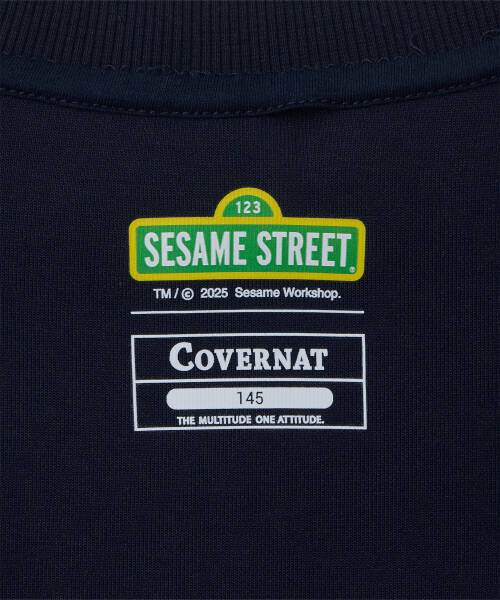 123
SESAME STREET®
TM / © 2025 Sesame Workshop.
COVERNAT
145
THE MULTITUDE ONE ATTITUDE.